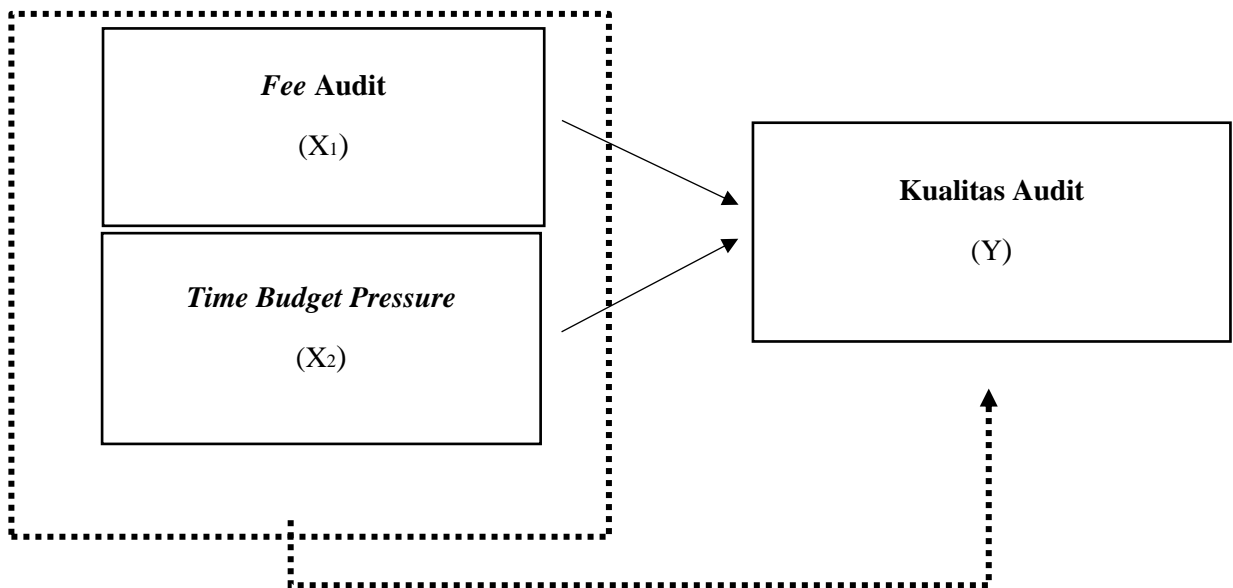 Fee Audit
(X1)
Time Budget Pressure
(X2)
Kualitas Audit
(Y)